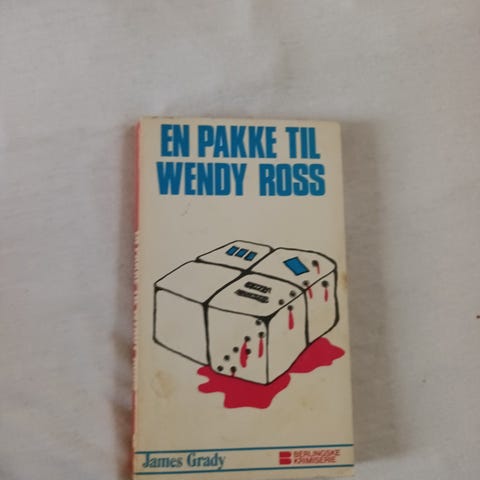 EN PAKKE TIL
WENDY ROSS
James Grady
BERLINGSKE
KRIMISERIE